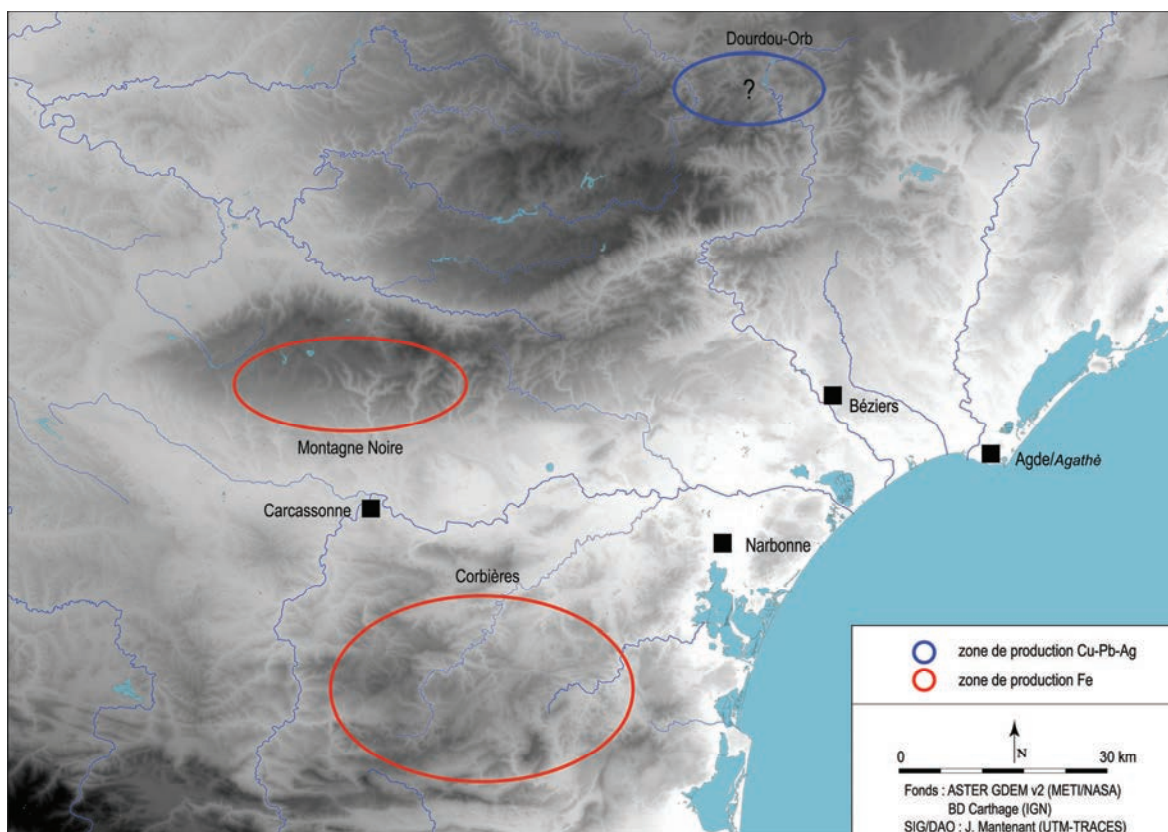 Dourdou-Orb
?
Montagne Noire
Béziers
Agde/Agathè
Carcassonne
Narbonne
Corbières
zone de production Cu-Pb-Ag
zone de production Fe
N
0 30 km
Fonds : ASTER GDEM v2 (METI/NASA)
BD Carthage (IGN)
SIG/DAO : J. Mantenant (UTM-TRACES)